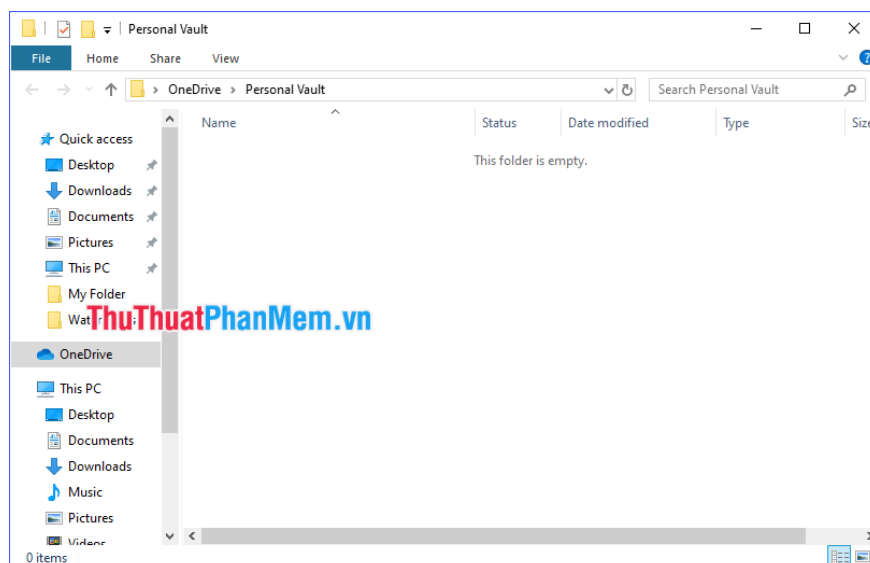 Personal Vault
File Home Share View
OneDrive > Personal Vault
Search Personal Vault
Name Status Date modified Type Size
This folder is empty.
Quick access
Desktop
Downloads
Documents
Pictures
This PC
My Folder
ThuThuatPhanMem.vn
OneDrive
This PC
Desktop
Documents
Downloads
Music
Pictures
Videos
0 items